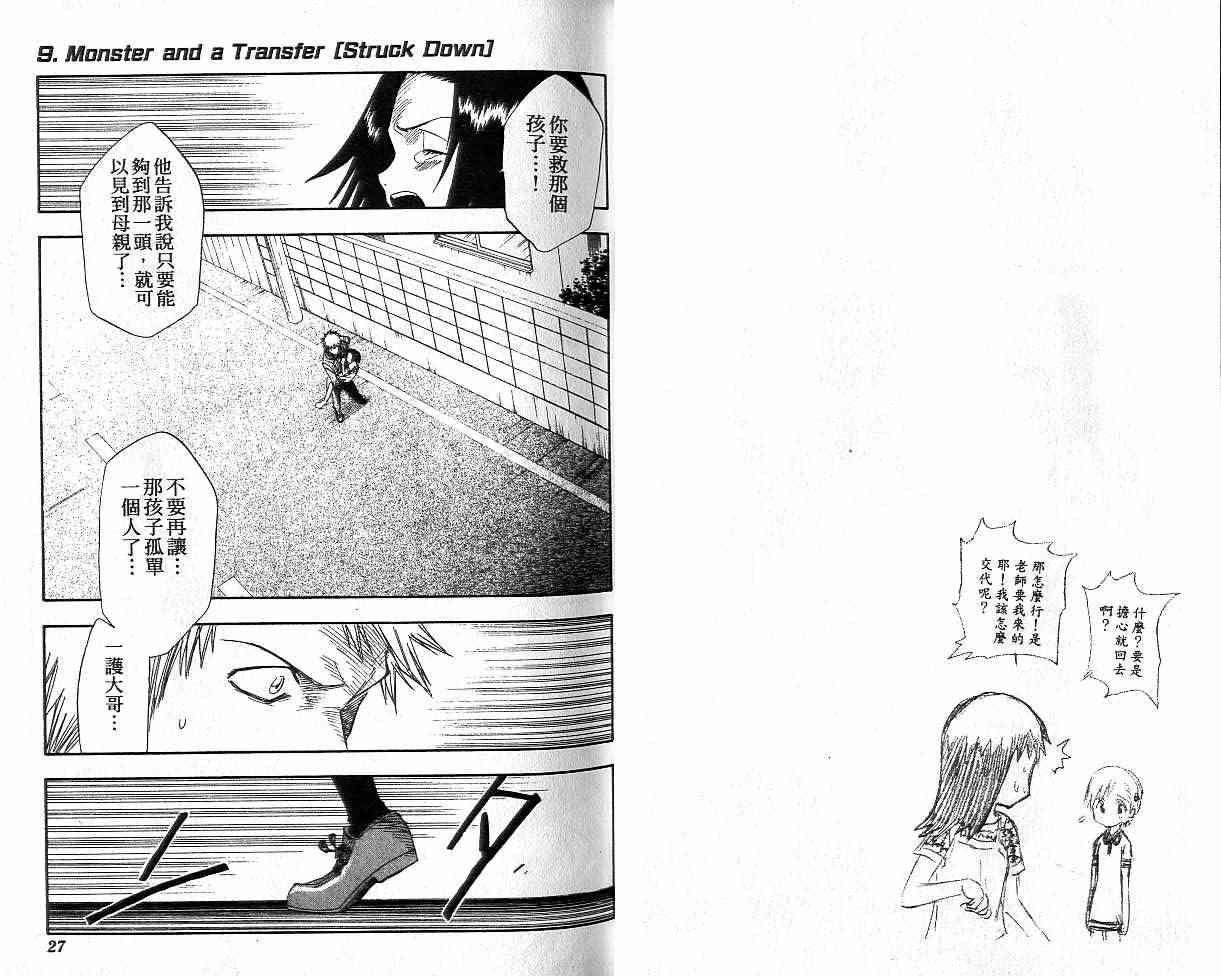 什麼？要是
擔心就回去
啊？
那怎麼行！是
老師要我來的
耶！我該怎麼
交代呢？
9. Monster and a Transfer [Struck Down]
你要救那個
孩子…！
他告訴我說只要能
夠到那一頭，就可
以見到母親了…
不要再讓…
那孩子孤單
一個人了…
一護大哥…
タン
27